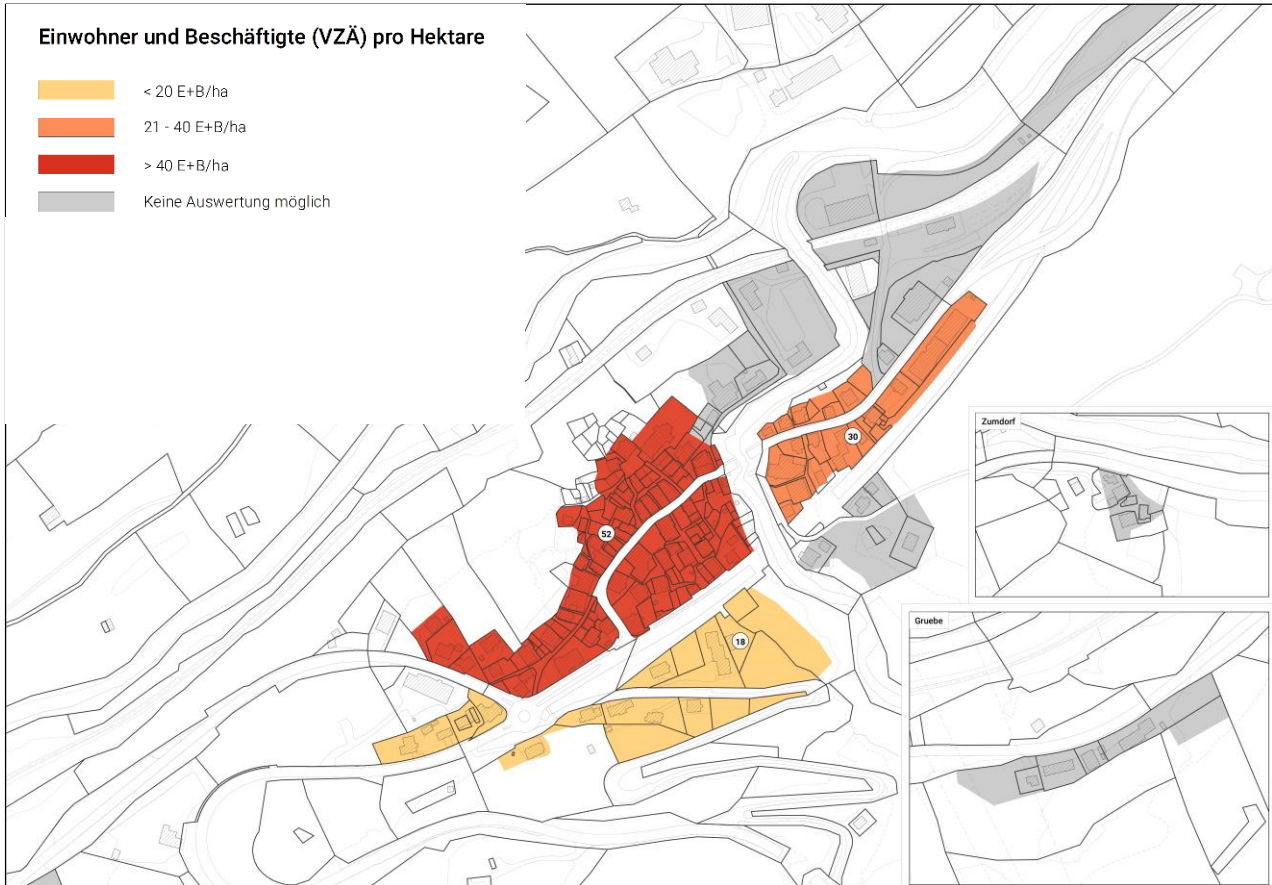 Einwohner und Beschäftigte (VZÄ) pro Hektare
< 20 E+B/ha
21 - 40 E+B/ha
> 40 E+B/ha
Keine Auswertung möglich
Zumdorf
30
52
Gruebe
18